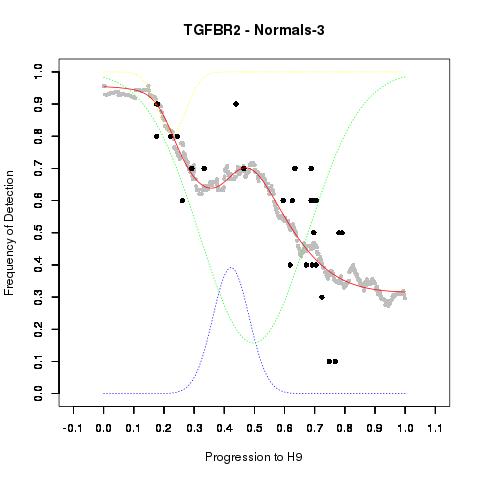 TGFBR2 - Normals-3
Frequency of Detection
1.0
0.9
0.8
0.7
0.6
0.5
0.4
0.3
0.2
0.1
0.0
-0.1 0.0 0.1 0.2 0.3 0.4 0.5 0.6 0.7 0.8 0.9 1.0 1.1
Progression to H9